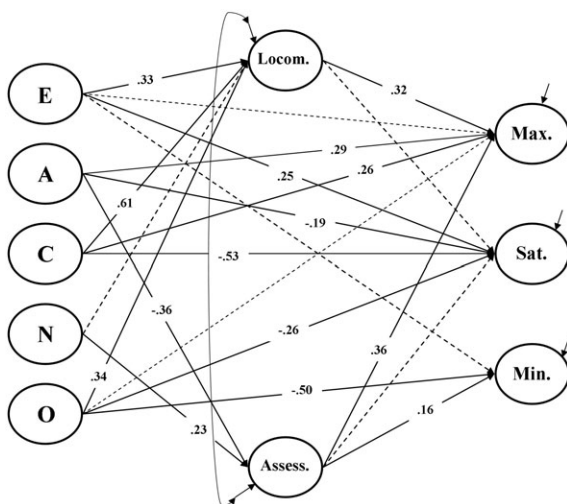 Locom.
.33
.32
E
Max.
A
.29
.25
.26
.61
-.19
C
-.53
Sat.
-.36
N
-.26
.36
Min.
.34
-.50
O
.23
.16
Assess.